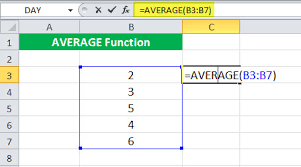 DAY =AVERAGE(B3:B7)
A B C
1 AVERAGE Function
2
3 2 =AVERAGE(B3:B7)
4 3
5 5
6 4
7 6
8